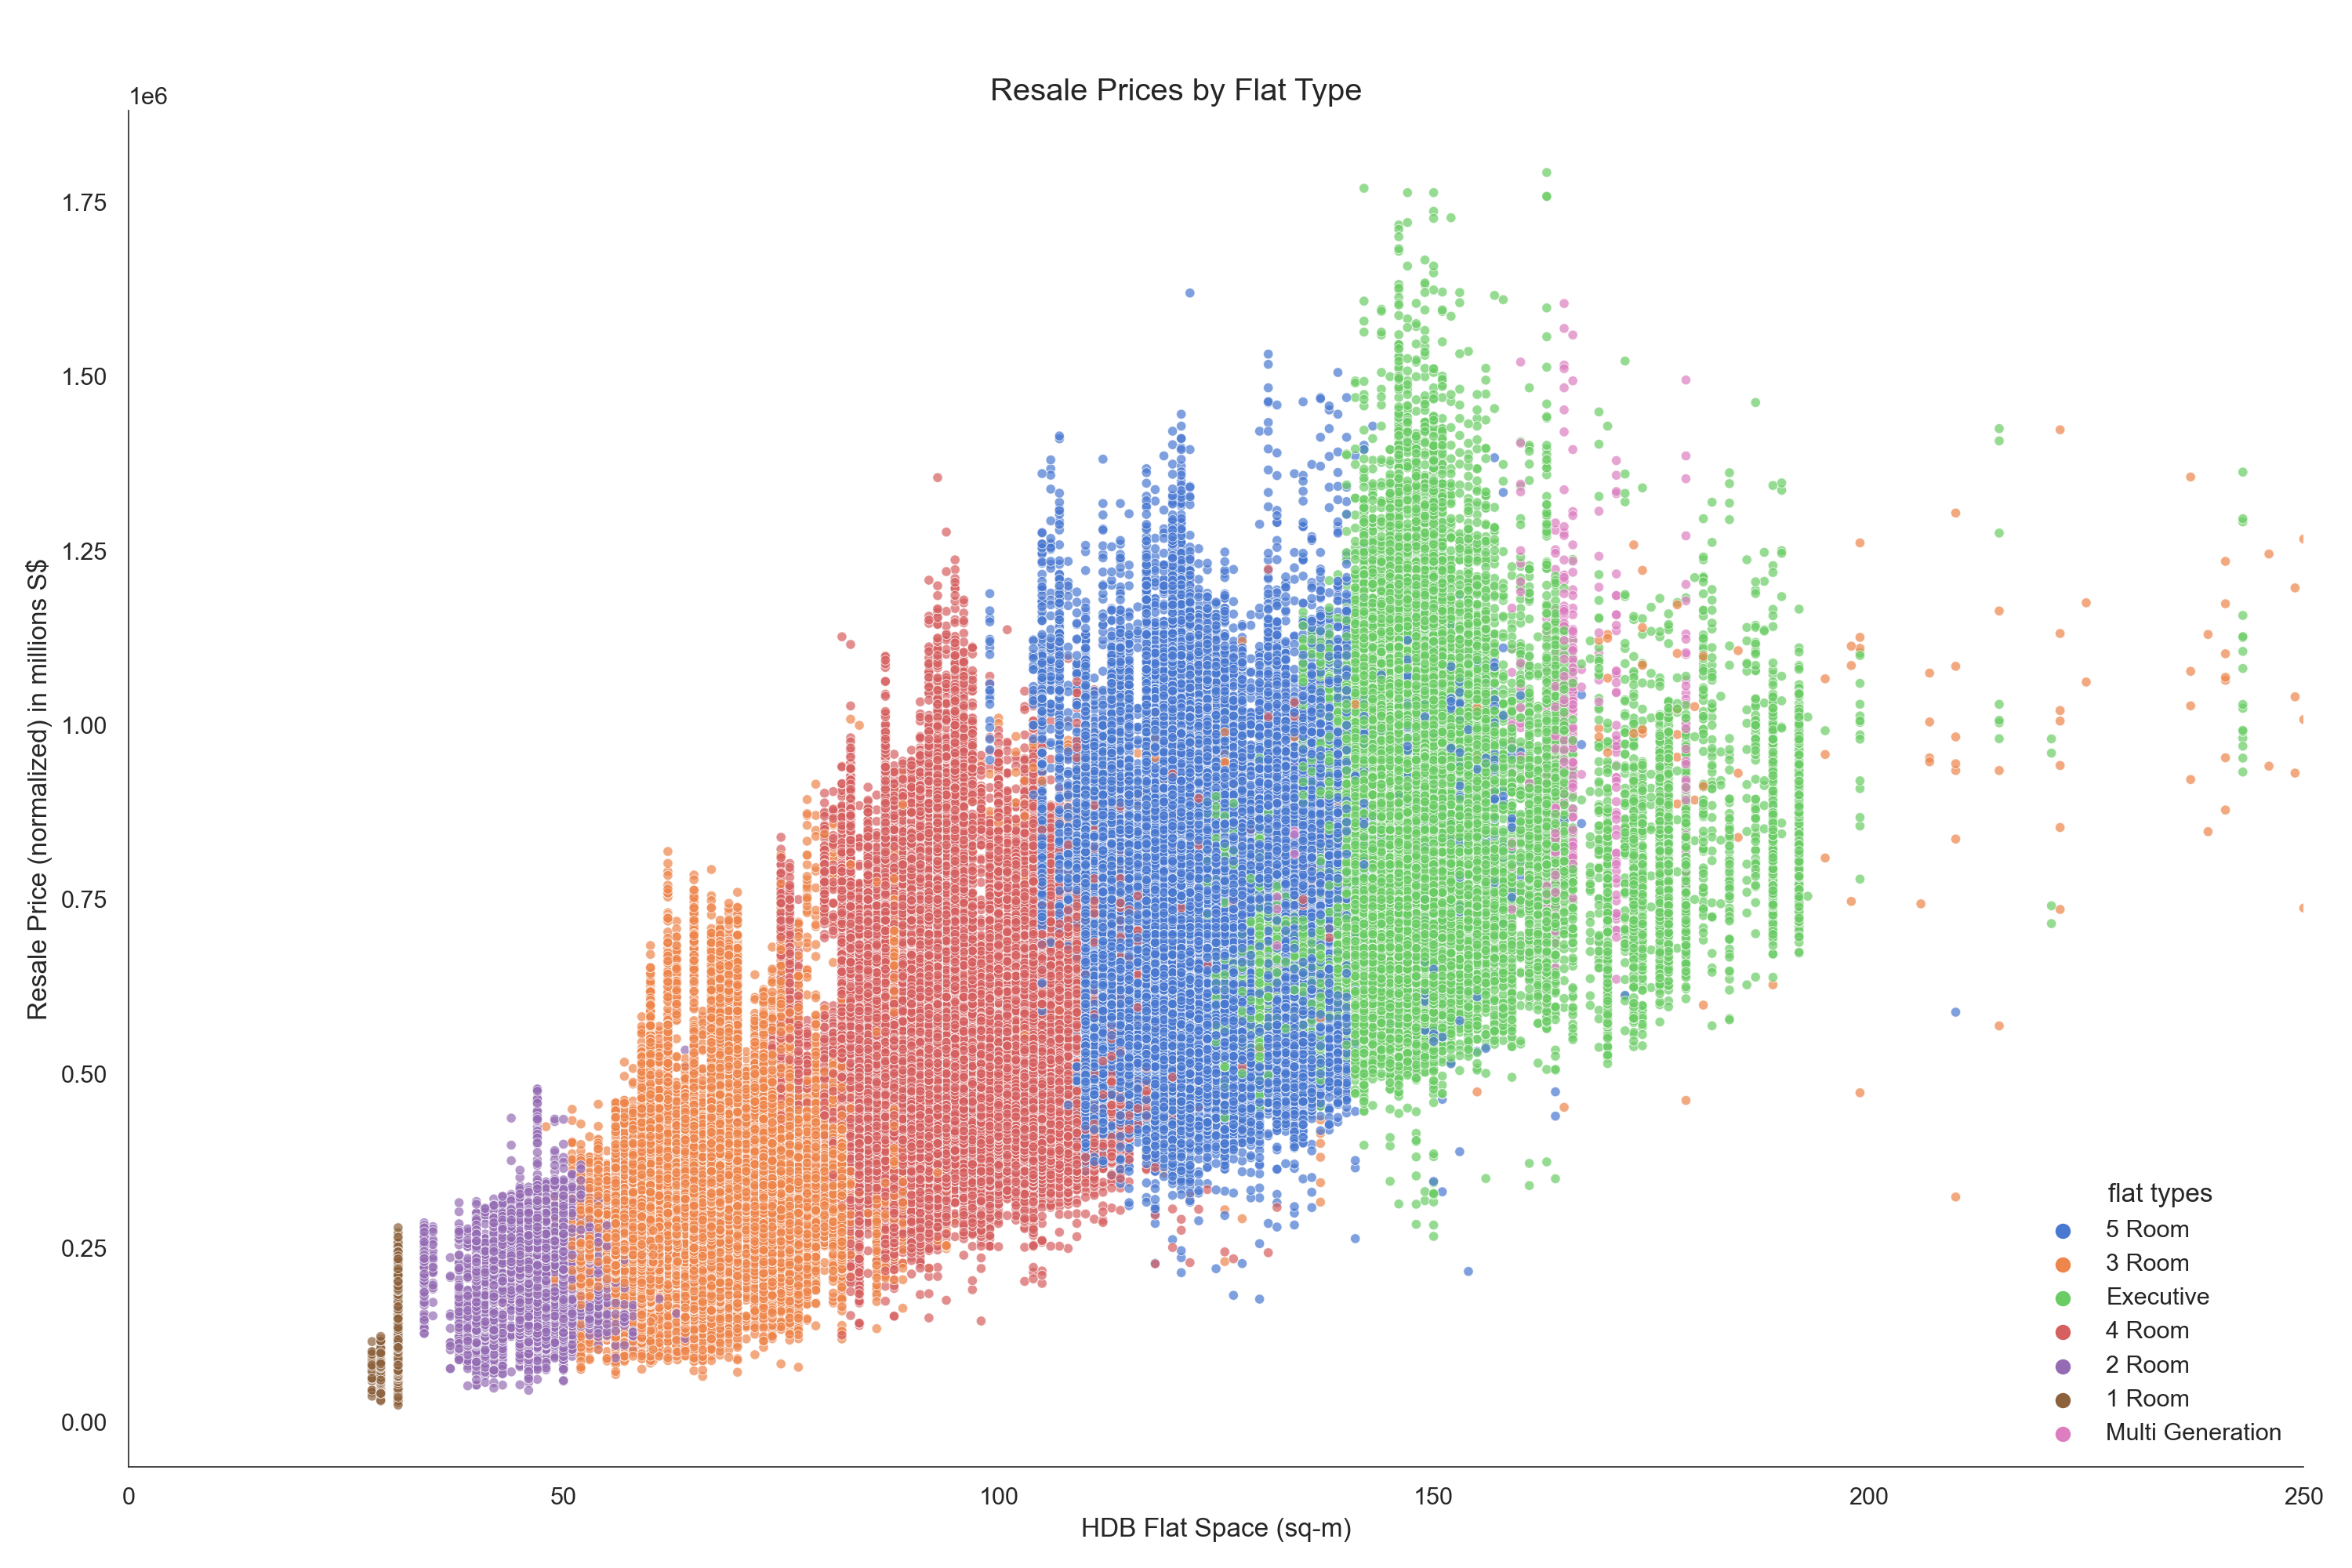 Resale Prices by Flat Type
1e6
1.75
1.50
1.25
1.00
0.75
0.50
0.25
0.00
Resale Price (normalized) in millions S$
0
50
100
150
200
250
HDB Flat Space (sq-m)
flat types
5 Room
3 Room
Executive
4 Room
2 Room
1 Room
Multi Generation